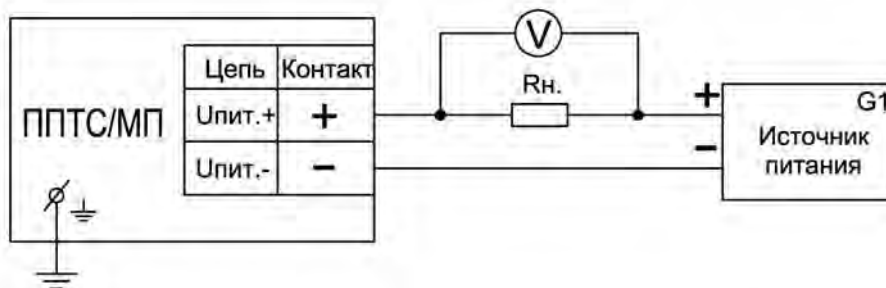 V
Цепь Контакт
Rн.
+ G1
ППТС/МП
Uпит.+ +
Источник
питания
−
Uпит.- −